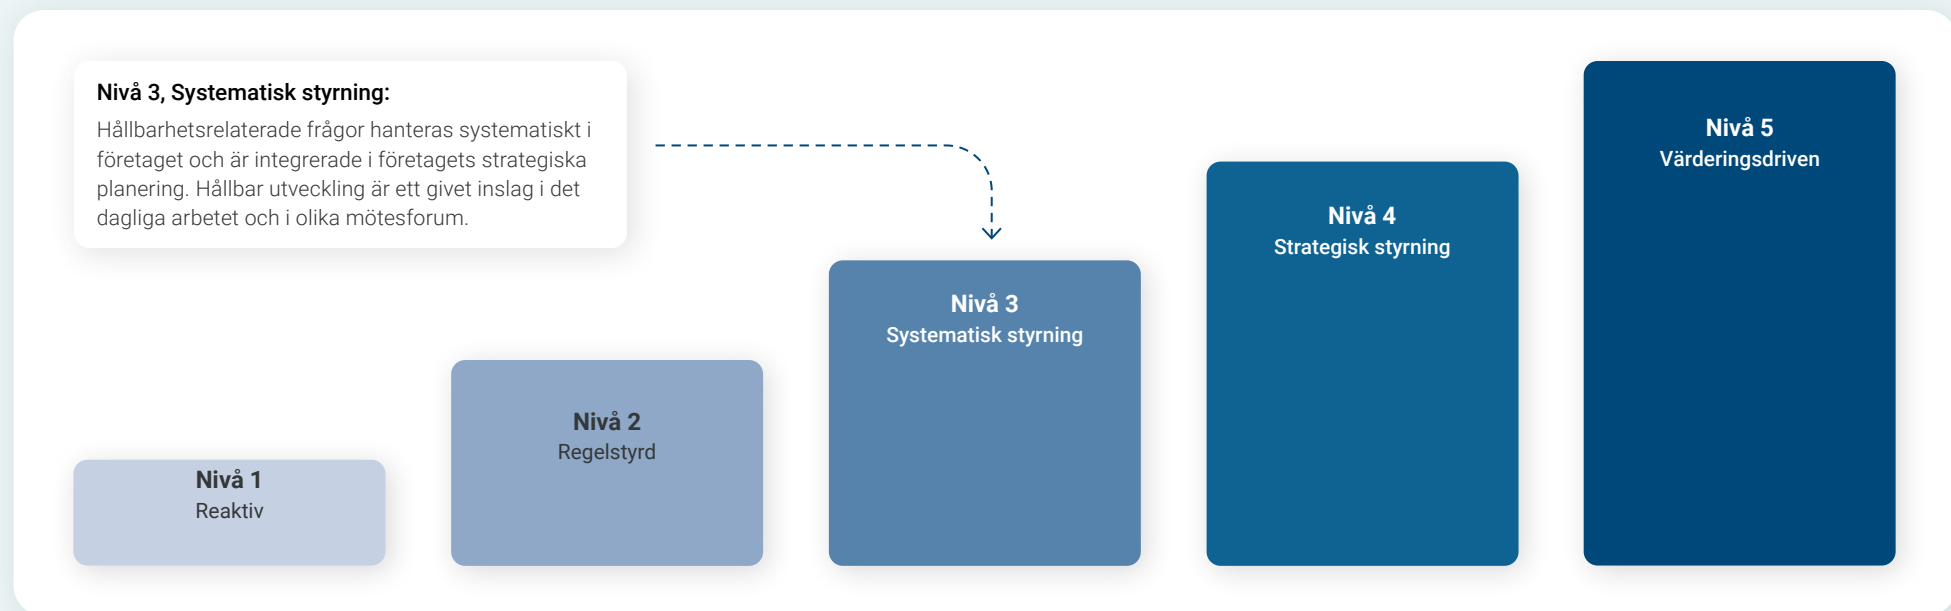 Nivå 3, Systematisk styrning:
Hållbarhetsrelaterade frågor hanteras systematiskt i
företaget och är integrerade i företagets strategiska
planering. Hållbar utveckling är ett givet inslag i det
dagliga arbetet och i olika mötesforum.
Nivå 1
Reaktiv
Nivå 2
Regelstyrd
Nivå 3
Systematisk styrning
Nivå 4
Strategisk styrning
Nivå 5
Värderingsdriven